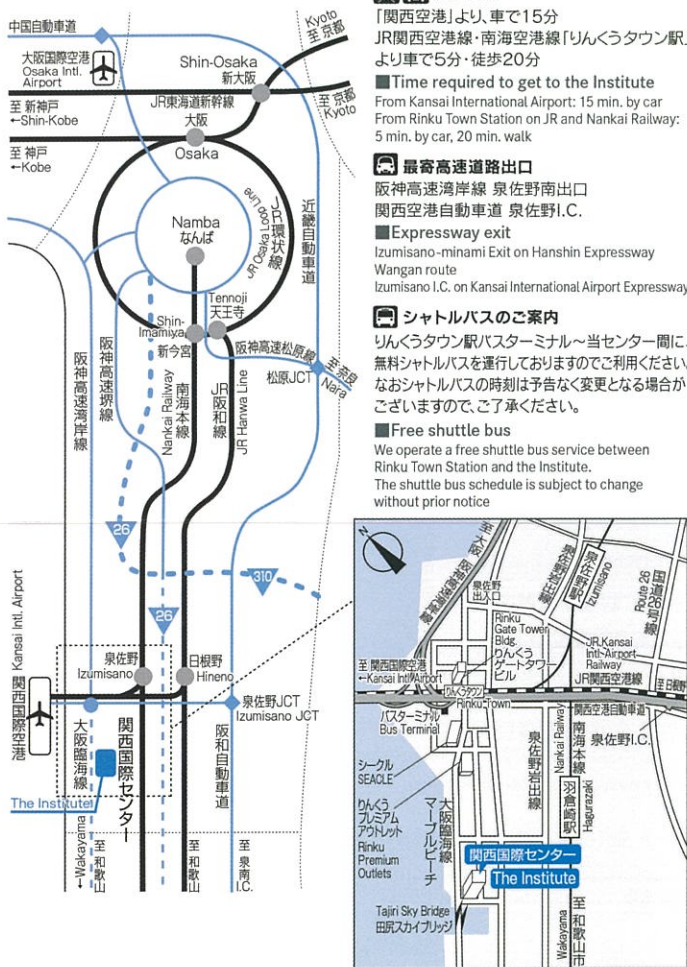 中国自動車道
大阪国際空港
Osaka Intl.
Airport
Kyoto
至 京都
Shin-Osaka
新大阪
至 新神戸
←Shin-Kobe
JR東海道新幹線
至 京都
Kyoto
大阪
Osaka
至 神戸
←Kobe
Namba
なんば
JR環状線
JR Osaka Loop Line
近畿自動車道
Tennoji
天王寺
Shin-
Imamiya
新今宮
阪神高速松原線
松原JCT
至 奈良
Nara
阪神高速湾岸線
阪神高速堺線
Nankai Railway
南海本線
JR阪和線
JR Hanwa Line
26
310
26
Kansai Intl. Airport
関西国際空港
泉佐野
Izumisano
日根野
Hineno
泉佐野JCT
Izumisano JCT
大阪臨海線
関西国際センター
阪和自動車道
The Institute
←Wakayama
至 和歌山
至 和歌山
至 泉南I.C.
「関西空港」より、車で15分
JR関西空港線・南海空港線「りんくうタウン駅」
より車で5分・徒歩20分
■Time required to get to the Institute
From Kansai International Airport: 15 min. by car
From Rinku Town Station on JR and Nankai Railway:
5 min. by car, 20 min. walk
最寄高速道路出口
阪神高速湾岸線 泉佐野南出口
関西空港自動車道 泉佐野I.C.
■Expressway exit
Izumisano-minami Exit on Hanshin Expressway
Wangan route
Izumisano I.C. on Kansai International Airport Expressway
シャトルバスのご案内
りんくうタウン駅バスターミナル〜当センター間に、
無料シャトルバスを運行しておりますのでご利用ください。
なおシャトルバスの時刻は予告なく変更となる場合が
ございますので、ご了承ください。
■Free shuttle bus
We operate a free shuttle bus service between
Rinku Town Station and the Institute.
The shuttle bus schedule is subject to change
without prior notice
N
至 大阪
阪神高速湾岸線
泉佐野
出入口
泉佐野岩出線
泉佐野駅
Izumisano
国道26号線
Route 26
Rinku
Gate Tower
Bldg.
りんくう
ゲートタワー
ビル
JR Kansai
Intl. Airport
Railway
JR関西空港線
至 日根野
至 関西国際空港
←Kansai Intl Airport
りんくうタウン
Rinku Town
関西空港自動車道
バスターミナル
Bus Terminal
泉佐野I.C.
シークル
SEACLE
りんくう
プレミアム
アウトレット
Rinku
Premium
Outlets
大阪臨海線
マーブルビーチ
泉佐野岩出線
Nankai Railway
南海本線
羽倉崎駅
Hagurazaki
関西国際センター
The Institute
Tajiri Sky Bridge
田尻スカイブリッジ
Wakayama
至 和歌山市